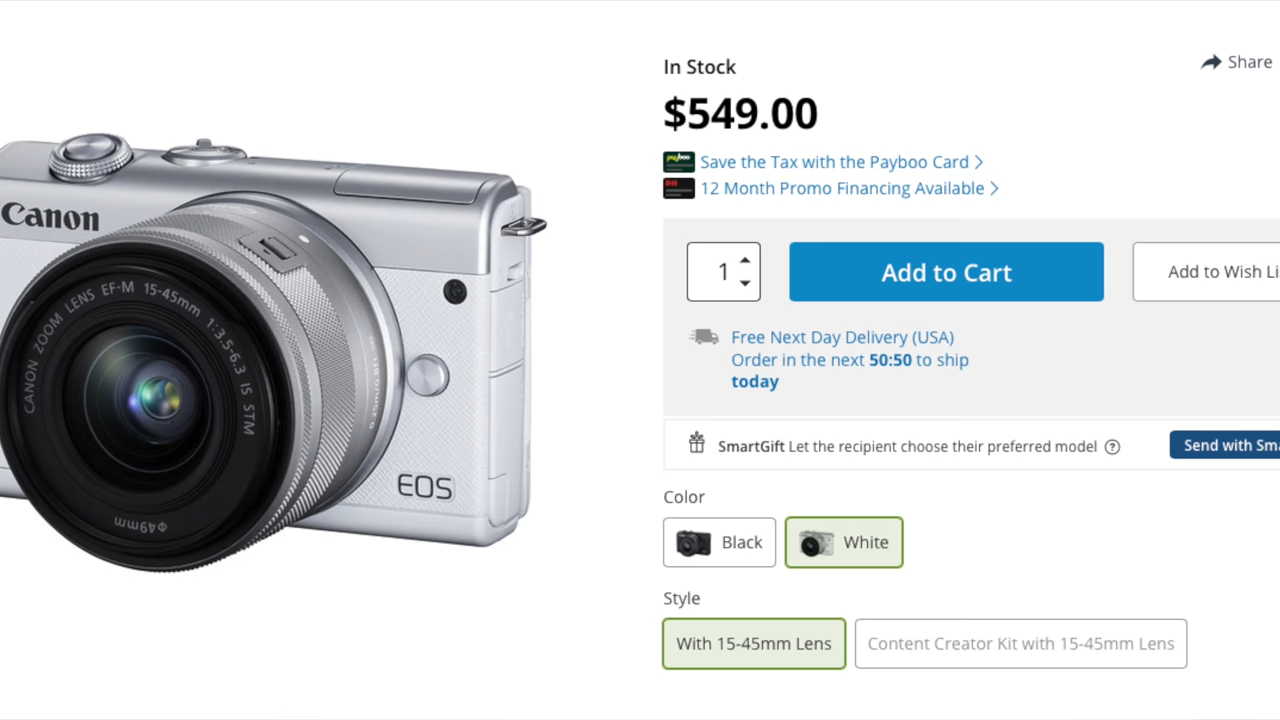 In Stock
Share
$549.00
Save the Tax with the Payboo Card
12 Month Promo Financing Available
1
Add to Cart
Add to Wish Li
Free Next Day Delivery (USA)
Order in the next 50:50 to ship
today
SmartGift Let the recipient choose their preferred model ?
Send with Sma
Color
Black
White
Style
With 15-45mm Lens
Content Creator Kit with 15-45mm Lens
Canon
CANON ZOOM LENS EF-M 15-45mm 1:3.5-6.3 IS STM
Φ49mm
0.25m/0.82ft
EOS